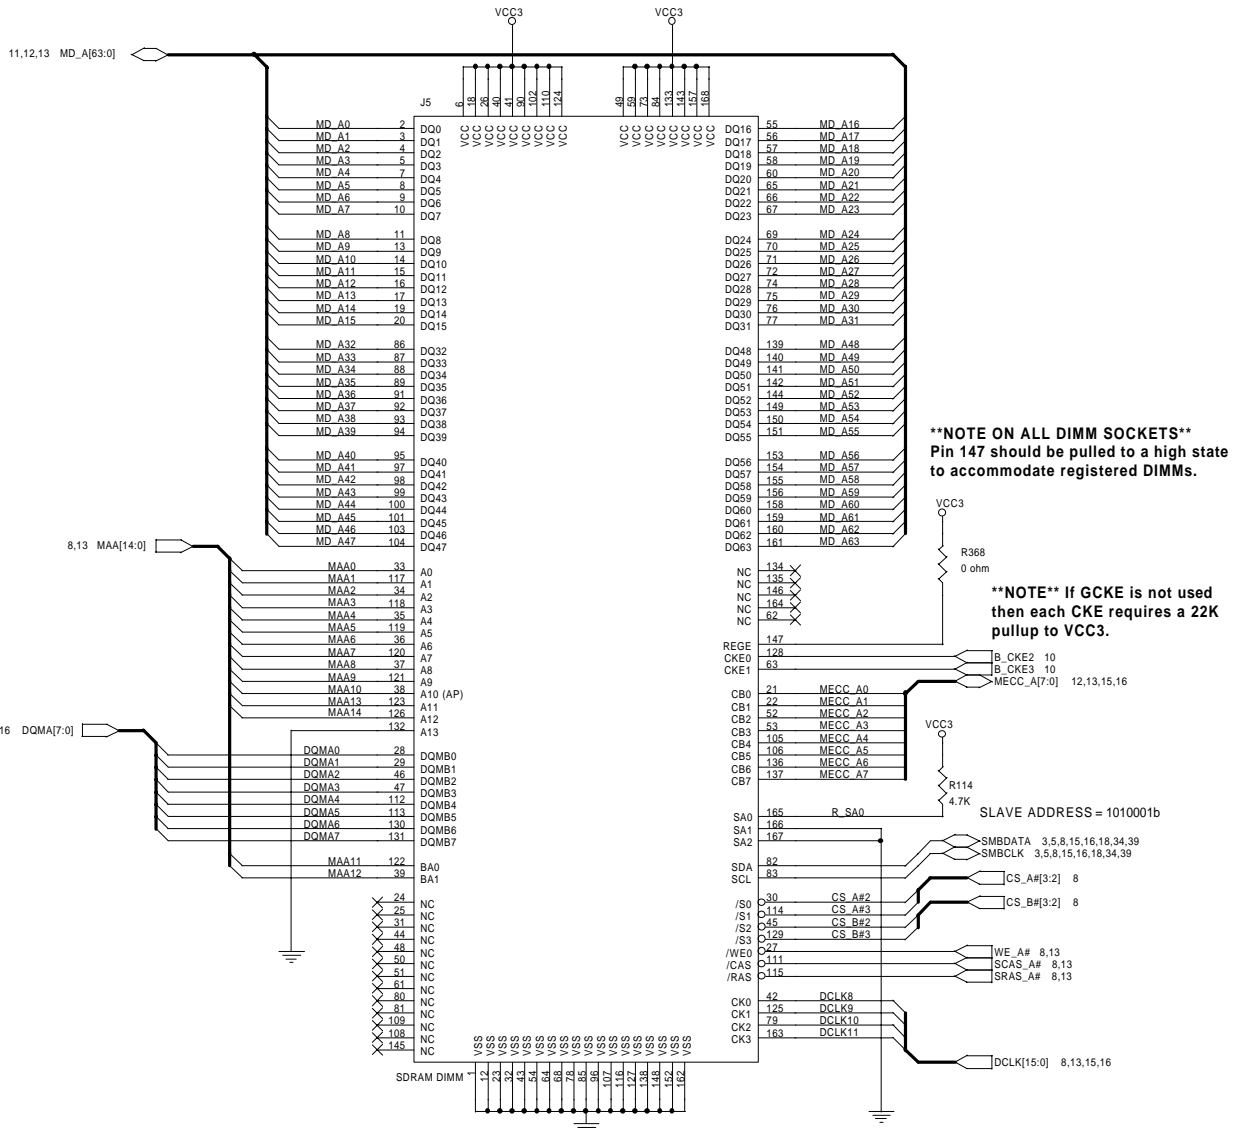 VCC3 VCC3
11,12,13 MD_A[63:0]
J5
6 18 26 40 41 90 102 110 124
49 59 73 84 133 143 157 168
VCC VCC VCC VCC VCC VCC VCC VCC VCC
VCC VCC VCC VCC VCC VCC VCC VCC
MD_A0 2 DQ0
MD_A1 3 DQ1
MD_A2 4 DQ2
MD_A3 5 DQ3
MD_A4 7 DQ4
MD_A5 8 DQ5
MD_A6 9 DQ6
MD_A7 10 DQ7
MD_A8 11 DQ8
MD_A9 13 DQ9
MD_A10 14 DQ10
MD_A11 15 DQ11
MD_A12 16 DQ12
MD_A13 17 DQ13
MD_A14 19 DQ14
MD_A15 20 DQ15
MD_A32 86 DQ32
MD_A33 87 DQ33
MD_A34 88 DQ34
MD_A35 89 DQ35
MD_A36 91 DQ36
MD_A37 92 DQ37
MD_A38 93 DQ38
MD_A39 94 DQ39
MD_A40 95 DQ40
MD_A41 97 DQ41
MD_A42 98 DQ42
MD_A43 99 DQ43
MD_A44 100 DQ44
MD_A45 101 DQ45
MD_A46 103 DQ46
MD_A47 104 DQ47
8,13 MAA[14:0]
MAA0 33 A0
MAA1 117 A1
MAA2 34 A2
MAA3 118 A3
MAA4 35 A4
MAA5 119 A5
MAA6 36 A6
MAA7 120 A7
MAA8 37 A8
MAA9 121 A9
MAA10 38 A10 (AP)
MAA13 123 A11
MAA14 126 A12
132 A13
16 DQMA[7:0]
DQMA0 28 DQMB0
DQMA1 29 DQMB1
DQMA2 46 DQMB2
DQMA3 47 DQMB3
DQMA4 112 DQMB4
DQMA5 113 DQMB5
DQMA6 130 DQMB6
DQMA7 131 DQMB7
MAA11 122 BA0
MAA12 39 BA1
24 NC
25 NC
31 NC
44 NC
48 NC
50 NC
51 NC
61 NC
80 NC
81 NC
109 NC
108 NC
145 NC
DQ16 55 MD_A16
DQ17 56 MD_A17
DQ18 57 MD_A18
DQ19 58 MD_A19
DQ20 60 MD_A20
DQ21 65 MD_A21
DQ22 66 MD_A22
DQ23 67 MD_A23
DQ24 69 MD_A24
DQ25 70 MD_A25
DQ26 71 MD_A26
DQ27 72 MD_A27
DQ28 74 MD_A28
DQ29 75 MD_A29
DQ30 76 MD_A30
DQ31 77 MD_A31
DQ48 139 MD_A48
DQ49 140 MD_A49
DQ50 141 MD_A50
DQ51 142 MD_A51
DQ52 144 MD_A52
DQ53 149 MD_A53
DQ54 150 MD_A54
DQ55 151 MD_A55
DQ56 153 MD_A56
DQ57 154 MD_A57
DQ58 155 MD_A58
DQ59 156 MD_A59
DQ60 158 MD_A60
DQ61 159 MD_A61
DQ62 160 MD_A62
DQ63 161 MD_A63
**NOTE ON ALL DIMM SOCKETS**
Pin 147 should be pulled to a high state
to accommodate registered DIMMs.
VCC3
R368
0 ohm
NC 134
NC 135
NC 146
NC 164
NC 62
**NOTE** If GCKE is not used
then each CKE requires a 22K
pullup to VCC3.
REGE 147
CKE0 128 B_CKE2 10
CKE1 63 B_CKE3 10
MECC_A[7:0] 12,13,15,16
CB0 21 MECC_A0
CB1 22 MECC_A1
CB2 52 MECC_A2
CB3 53 MECC_A3
CB4 105 MECC_A4
CB5 106 MECC_A5
CB6 136 MECC_A6
CB7 137 MECC_A7
VCC3
R114
4.7K
SLAVE ADDRESS = 1010001b
SA0 165 R_SA0
SA1 166
SA2 167
SDA 82 SMBDATA 3,5,8,15,16,18,34,39
SCL 83 SMBCLK 3,5,8,15,16,18,34,39
CS_A#[3:2] 8
/S0 30 CS_A#2
/S1 114 CS_A#3
CS_B#[3:2] 8
/S2 45 CS_B#2
/S3 129 CS_B#3
/WE0 27 WE_A# 8,13
/CAS 111 SCAS_A# 8,13
/RAS 115 SRAS_A# 8,13
CK0 42 DCLK8
CK1 125 DCLK9
CK2 79 DCLK10
CK3 163 DCLK11
DCLK[15:0] 8,13,15,16
VSS VSS VSS VSS VSS VSS VSS VSS VSS VSS VSS VSS VSS VSS VSS VSS VSS VSS
SDRAM DIMM
1 12 23 32 43 54 64 68 78 85 96 107 116 127 138 148 152 162